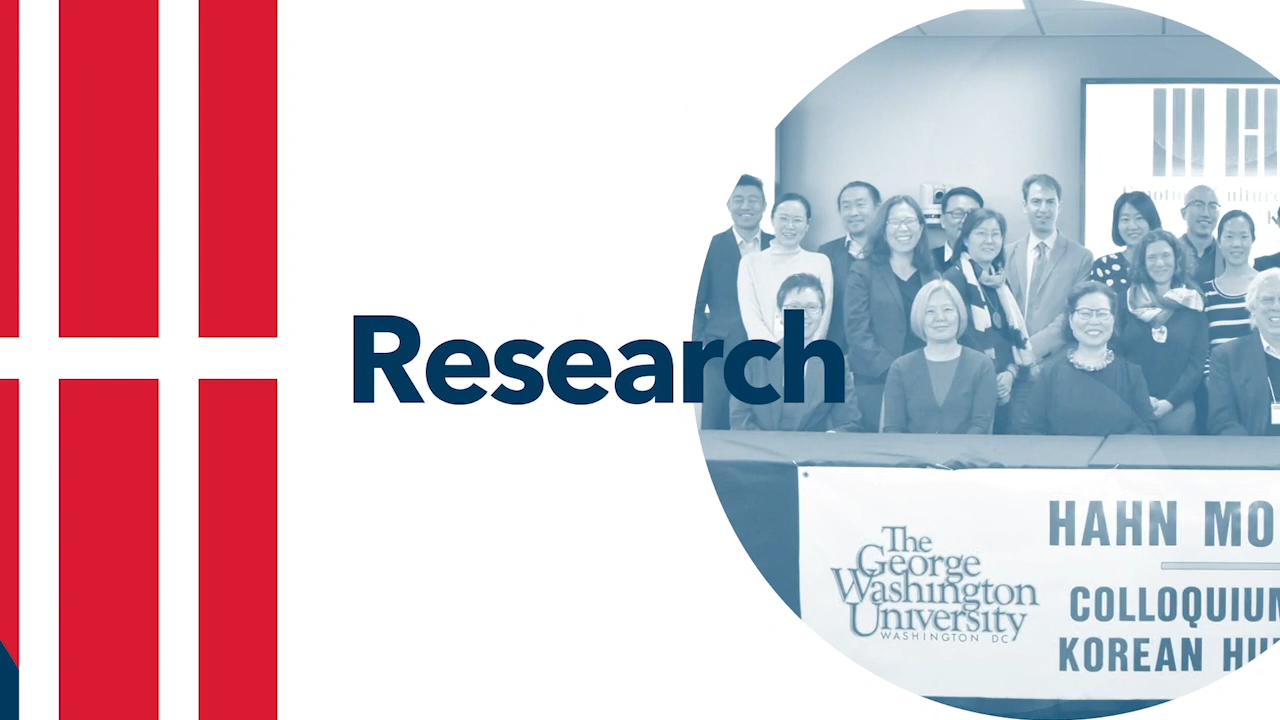 Research
The
George
Washington
University
WASHINGTON DC
HAHN MO
COLLOQUIUM
KOREAN HU